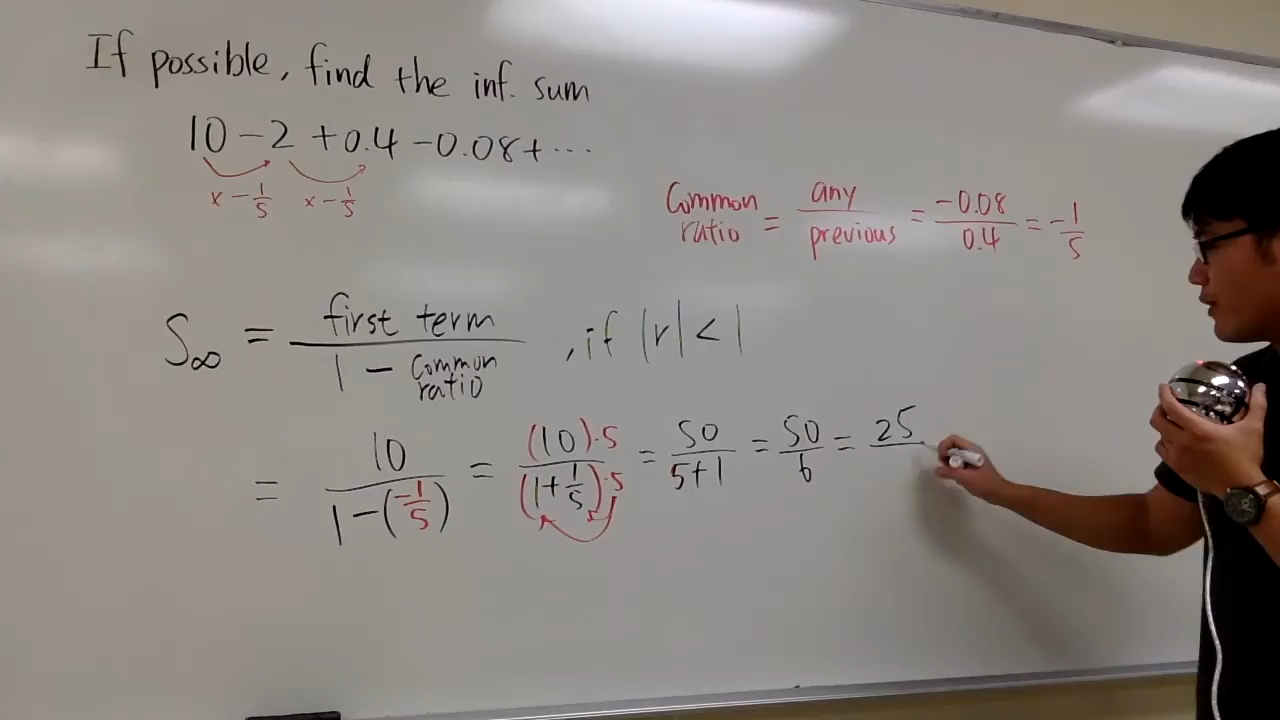 If possible, find the inf. sum
10 - 2 + 0.4 - 0.08 + ...
x -1/5 x -1/5
Common ratio = any/previous = -0.08/0.4 = -1/5
S∞ = first term/(1 - common ratio) , if |r| < 1
= 10/(1-(-1/5)) = (10)·5/(1+1/5)·5 = 50/(5+1) = 50/6 = 25